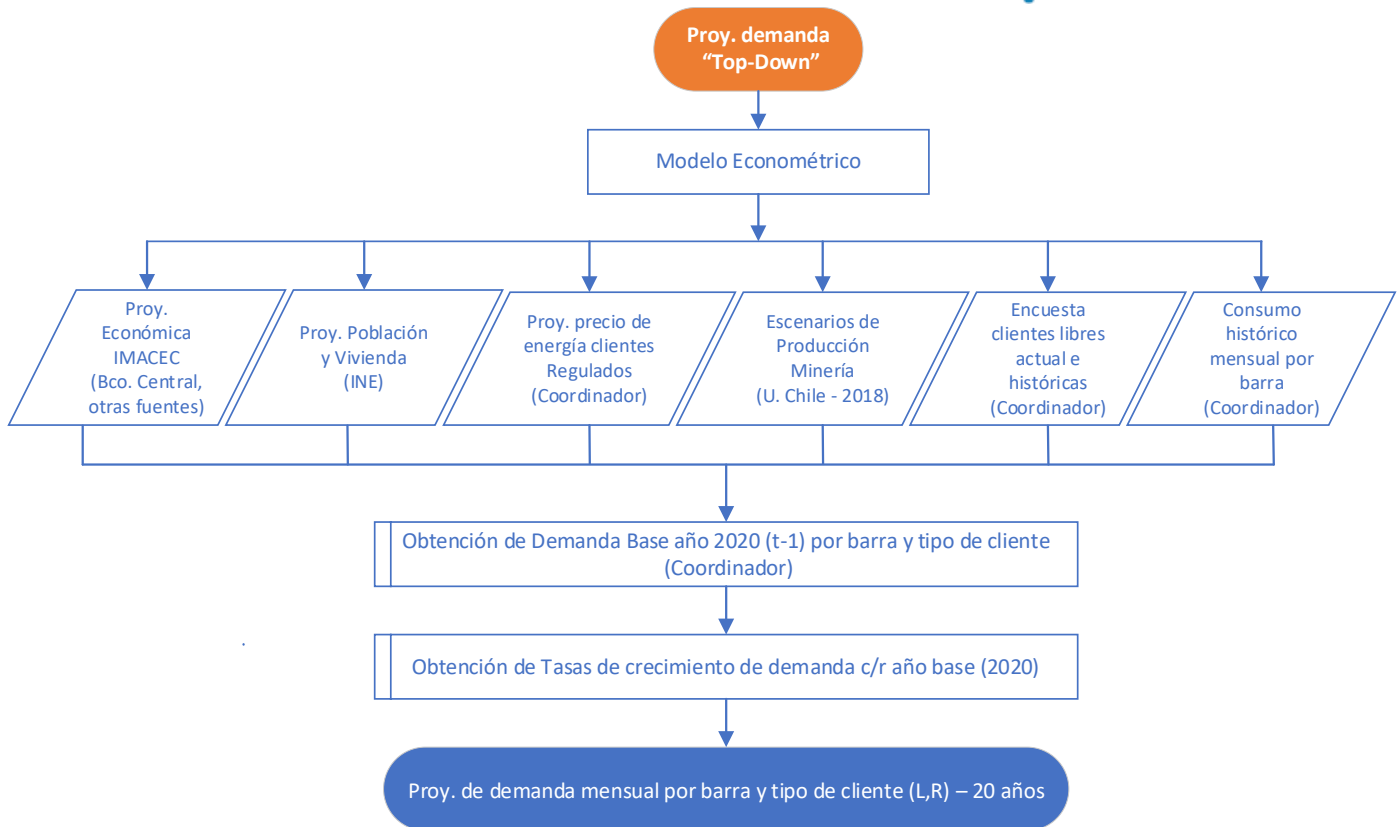 Proy. demanda
“Top-Down”
Modelo Econométrico
Proy.
Económica
IMACEC
(Bco. Central,
otras fuentes)
Proy. Población
y Vivienda
(INE)
Proy. precio de
energía clientes
Regulados
(Coordinador)
Escenarios de
Producción
Minería
(U. Chile - 2018)
Encuesta
clientes libres
actual e
históricas
(Coordinador)
Consumo
histórico
mensual por
barra
(Coordinador)
Obtención de Demanda Base año 2020 (t-1) por barra y tipo de cliente
(Coordinador)
Obtención de Tasas de crecimiento de demanda c/r año base (2020)
Proy. de demanda mensual por barra y tipo de cliente (L,R) – 20 años